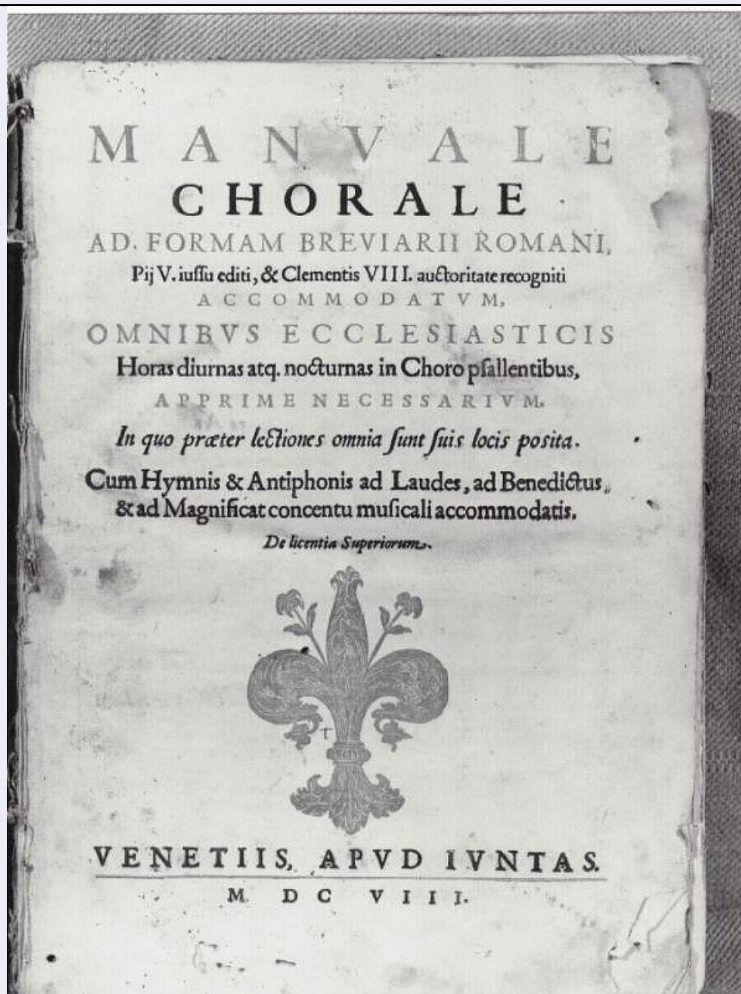 MANVALE
CHORALE
AD. FORMAM BREVIARII ROMANI,
Pij V. iuſſu editi, & Clementis VIII. auctoritate recogniti
ACCOMMODATVM,
OMNIBVS ECCLESIASTICIS
Horas diurnas atq. nocturnas in Choro pſallentibus,
APPRIME NECESSARIVM.
In quo præter lectiones omnia ſunt ſuis locis poſita.
Cum Hymnis & Antiphonis ad Laudes, ad Benedictus,
& ad Magnificat concentu muſicali accommodatis.
De licentia Superiorum.
T
VENETIIS, APVD IVNTAS.
M D C VIII.